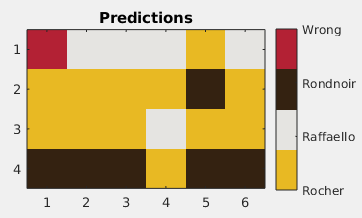 Predictions
1
2
3
4
1 2 3 4 5 6
Wrong
Rondnoir
Raffaello
Rocher